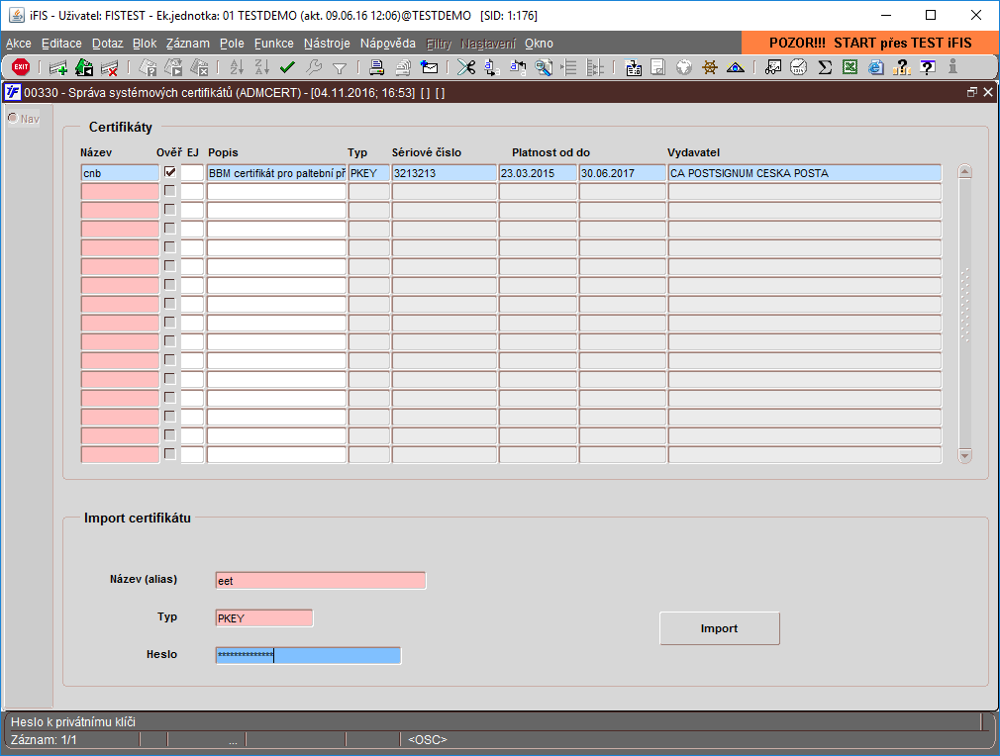 iFIS - Uživatel: FISTEST - Ek.jednotka: 01 TESTDEMO (akt. 09.06.16 12:06)@TESTDEMO [SID: 1:176]
Akce Editace Dotaz Blok Záznam Pole Funkce Nástroje Nápověda Filtry Nastavení Okno
POZOR!!! START přes TEST iFIS
EXIT
00330 - Správa systémových certifikátů (ADMCERT) - [04.11.2016; 16:53] [ ] [ ]
Nav
Certifikáty
Název Ověř EJ Popis Typ Sériové číslo Platnost od do Vydavatel
cnb BBM certifikát pro paltební př PKEY 3213213 23.03.2015 30.06.2017 CA POSTSIGNUM CESKA POSTA
Import certifikátu
Název (alias) eet
Typ PKEY
Import
Heslo **************
Heslo k privátnímu klíči
Záznam: 1/1 ... <OSC>